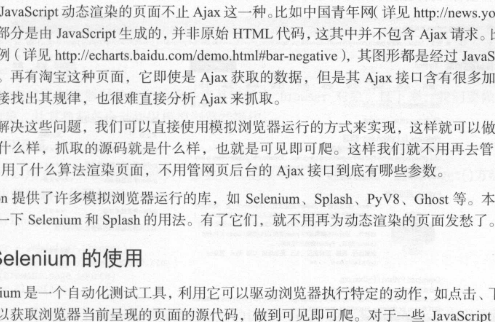 JavaScript 动态渲染的页面不止 Ajax 这一种。比如中国青年网（详见 http://news.yo
部分是由 JavaScript 生成的，并非原始 HTML 代码，这其中并不包含 Ajax 请求。比
例（详见 http://echarts.baidu.com/demo.html#bar-negative），其图形都是经过 JavaS
。再有淘宝这种页面，它即使是 Ajax 获取的数据，但是其 Ajax 接口含有很多加
接找出其规律，也很难直接分析 Ajax 来抓取。
解决这些问题，我们可以直接使用模拟浏览器运行的方式来实现，这样就可以做
什么样，抓取的源码就是什么样，也就是可见即可爬。这样我们就不用再去管
用了什么算法渲染页面，不用管网页后台的 Ajax 接口到底有哪些参数。
on 提供了许多模拟浏览器运行的库，如 Selenium、Splash、PyV8、Ghost 等。本
一下 Selenium 和 Splash 的用法。有了它们，就不用再为动态渲染的页面发愁了。
Selenium 的使用
ium 是一个自动化测试工具，利用它可以驱动浏览器执行特定的动作，如点击、下
以获取浏览器当前呈现的页面的源代码，做到可见即可爬。对于一些 JavaScript